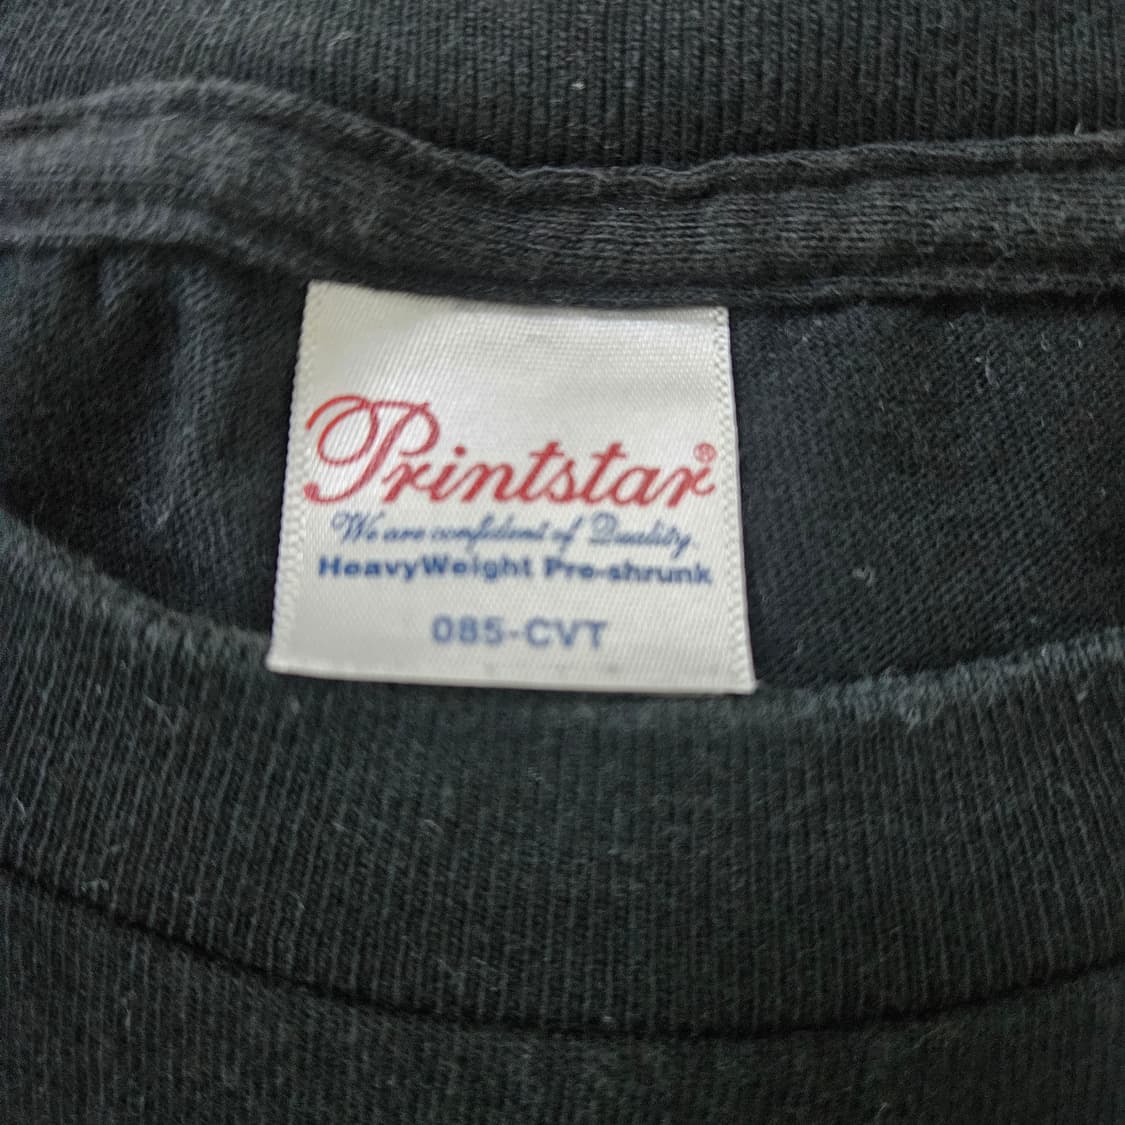 Printstar®
We are confident of Quality.
HeavyWeight Pre-shrunk
085-CVT